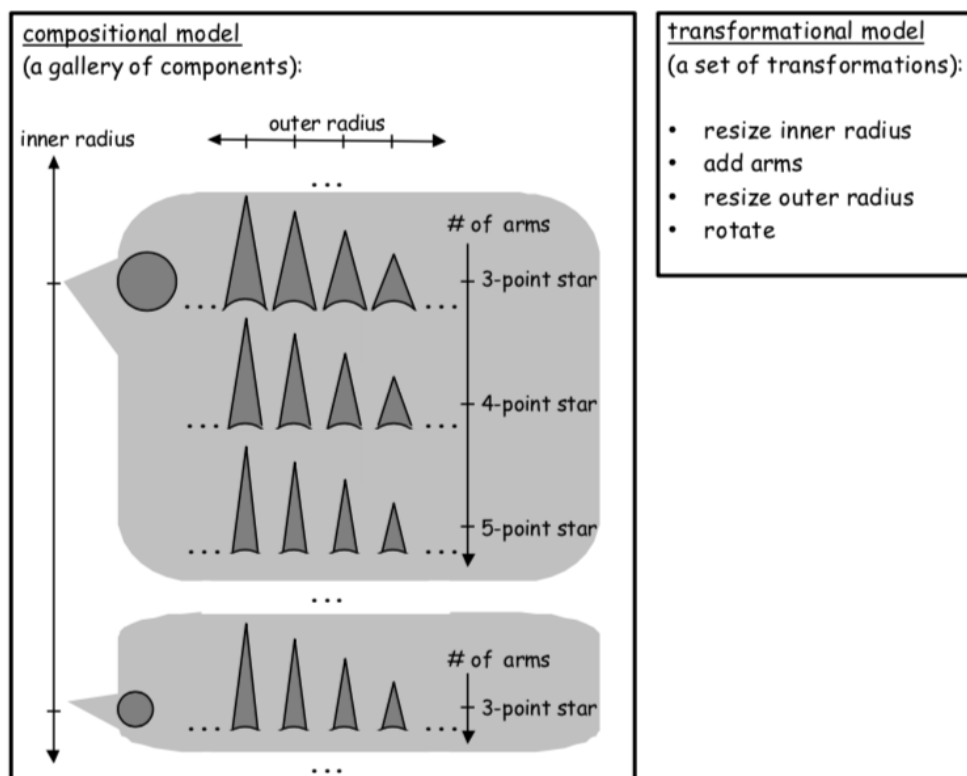 compositional model
(a gallery of components):
inner radius
outer radius
...
# of arms
... ... 3-point star
... ... 4-point star
... ... 5-point star
...
# of arms
... ... 3-point star
...
transformational model
(a set of transformations):
• resize inner radius
• add arms
• resize outer radius
• rotate